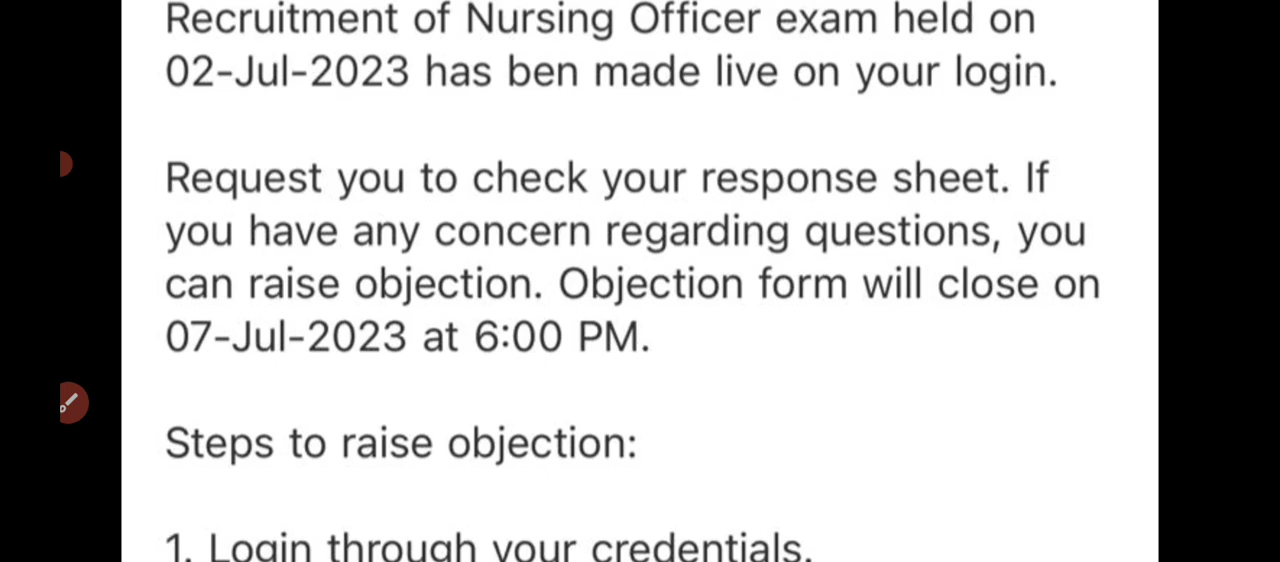 Recruitment of Nursing Officer exam held on
02-Jul-2023 has ben made live on your login.
Request you to check your response sheet. If
you have any concern regarding questions, you
can raise objection. Objection form will close on
07-Jul-2023 at 6:00 PM.
Steps to raise objection:
1. Login through your credentials.